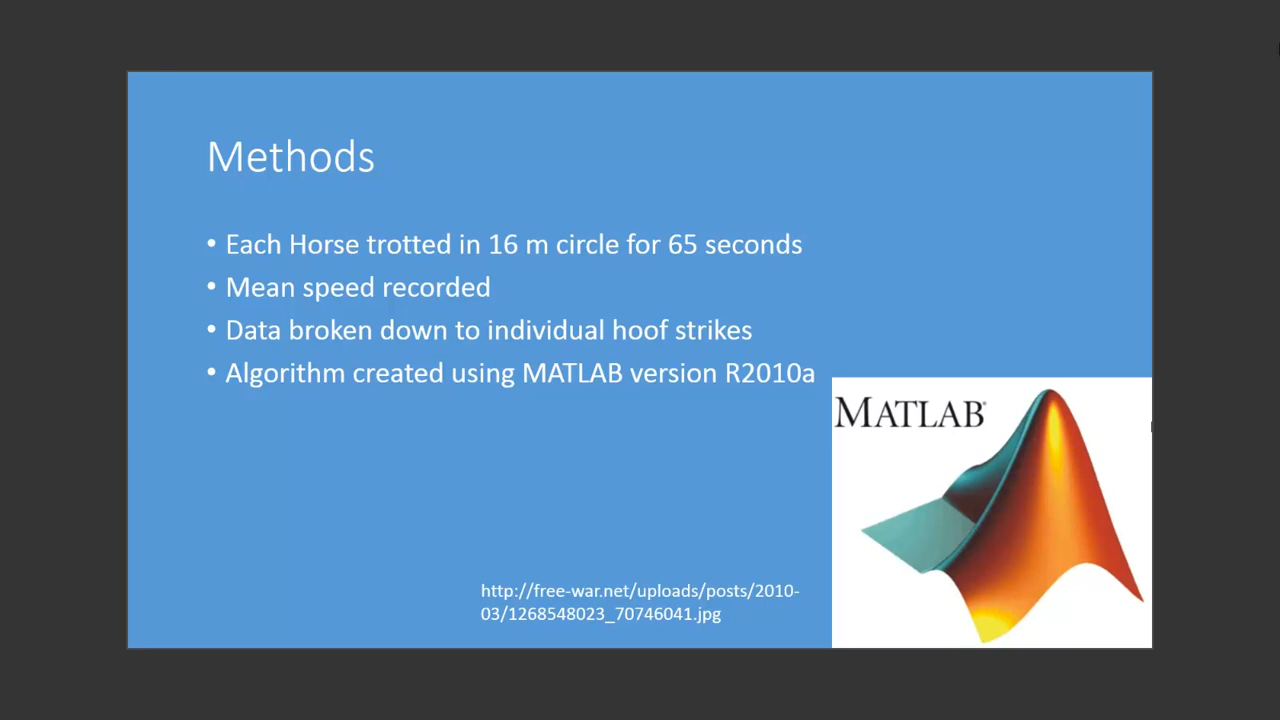 Methods
• Each Horse trotted in 16 m circle for 65 seconds
• Mean speed recorded
• Data broken down to individual hoof strikes
• Algorithm created using MATLAB version R2010a
MATLAB®
http://free-war.net/uploads/posts/2010-
03/1268548023_70746041.jpg